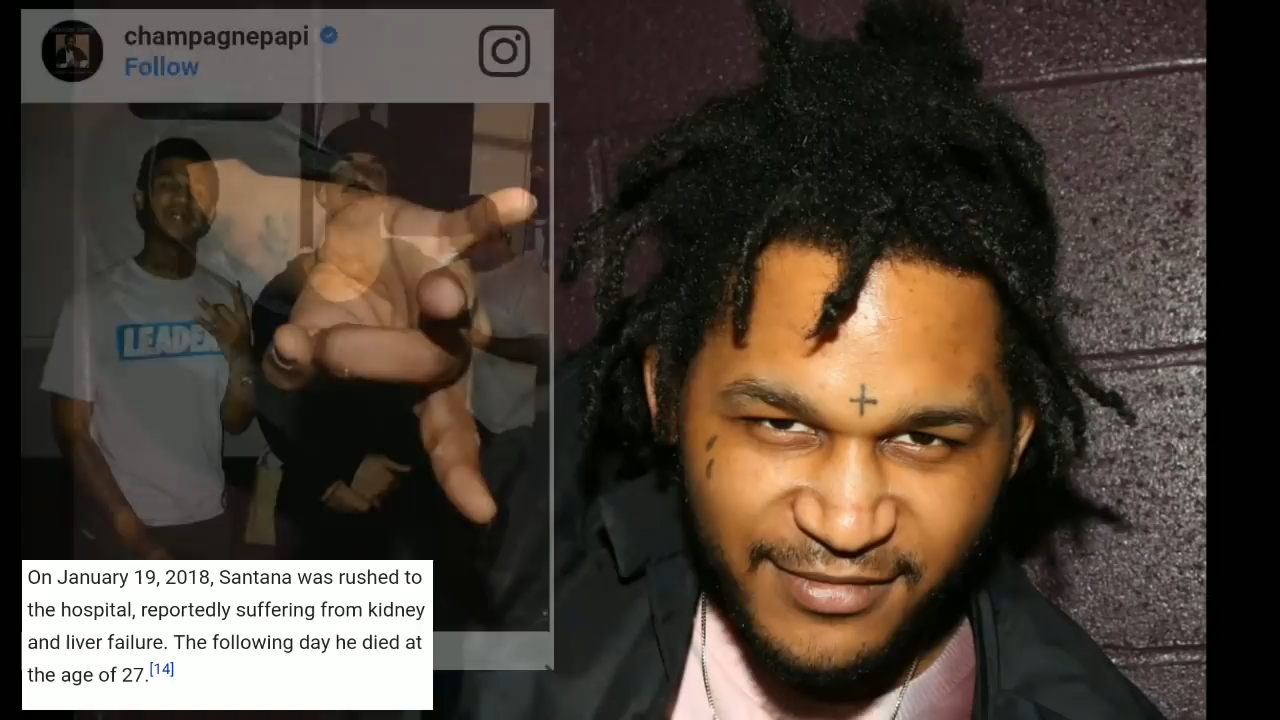 champagnepapi
Follow
LEADE
On January 19, 2018, Santana was rushed to
the hospital, reportedly suffering from kidney
and liver failure. The following day he died at
the age of 27.[14]